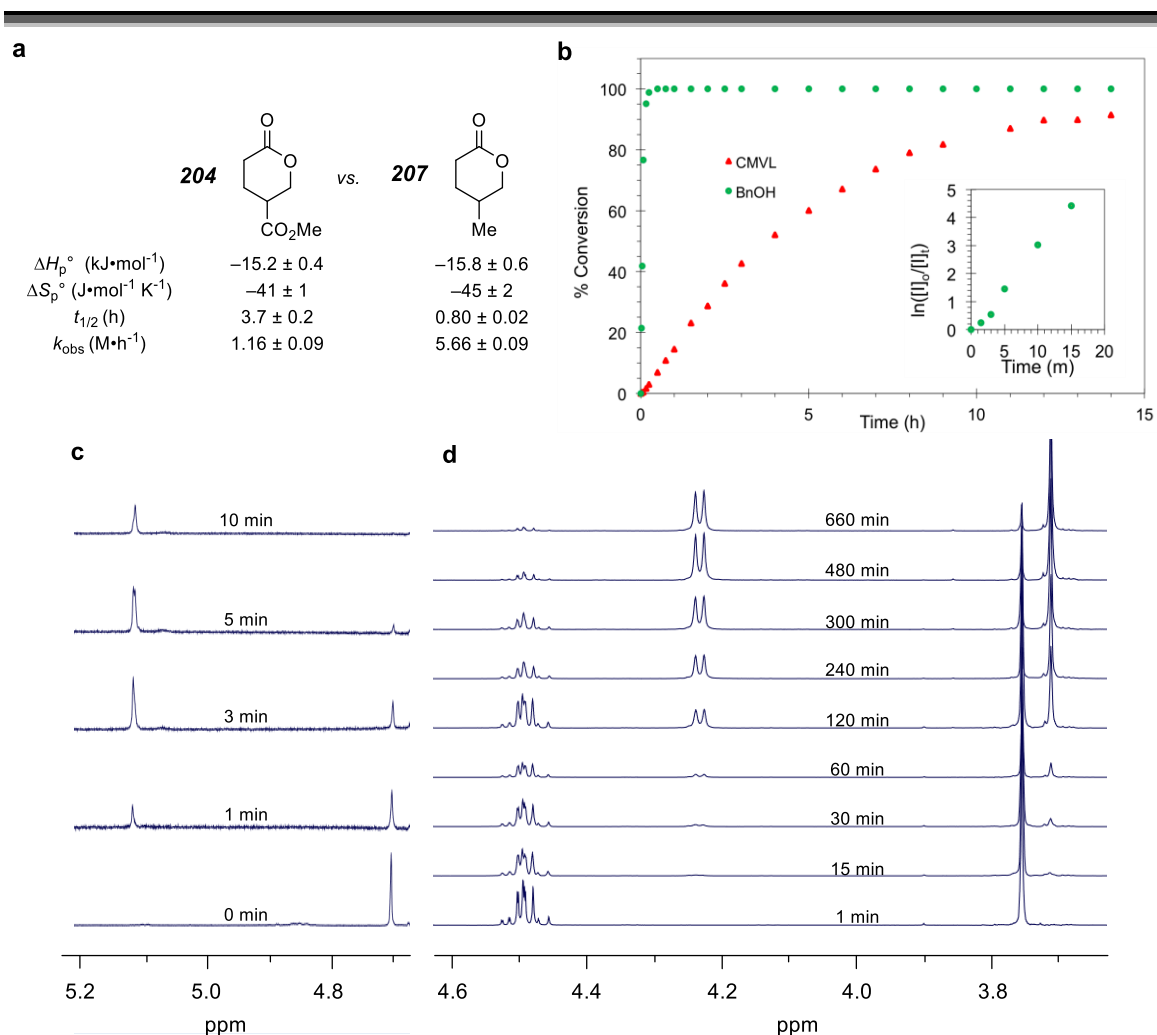 a
O
O
204
CO2Me
vs.
O
O
207
Me
ΔHp° (kJ•mol-1) –15.2 ± 0.4 –15.8 ± 0.6
ΔSp° (J•mol-1 K-1) –41 ± 1 –45 ± 2
t1/2 (h) 3.7 ± 0.2 0.80 ± 0.02
kobs (M•h-1) 1.16 ± 0.09 5.66 ± 0.09
b
% Conversion
100
80
60
40
20
0
0 5 10 15
Time (h)
CMVL
BnOH
ln([I]o/[I]t)
5
4
3
2
1
0
0 5 10 15 20
Time (m)
c
10 min
5 min
3 min
1 min
0 min
5.2 5.0 4.8
ppm
d
660 min
480 min
300 min
240 min
120 min
60 min
30 min
15 min
1 min
4.6 4.4 4.2 4.0 3.8
ppm